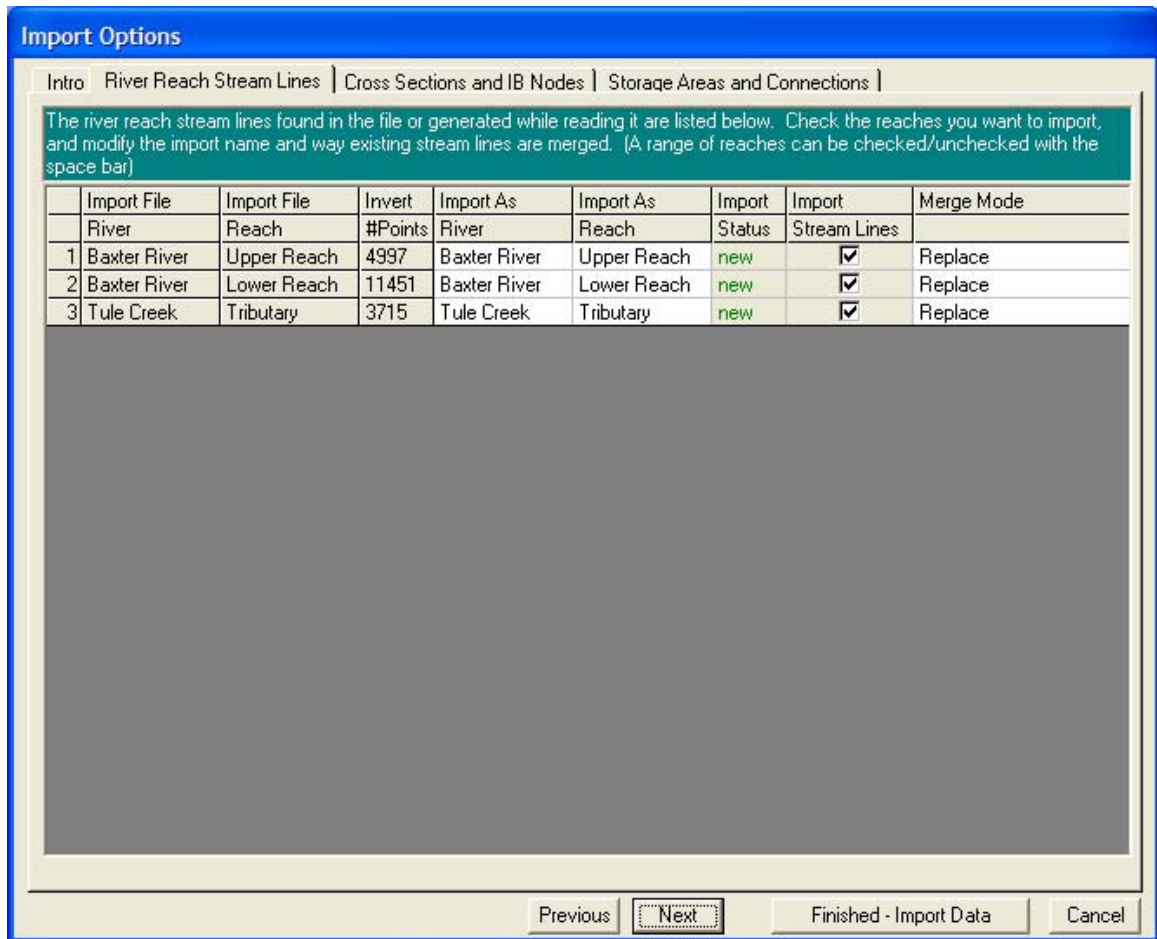 Import Options
Intro River Reach Stream Lines Cross Sections and IB Nodes Storage Areas and Connections
The river reach stream lines found in the file or generated while reading it are listed below. Check the reaches you want to import,
and modify the import name and way existing stream lines are merged. (A range of reaches can be checked/unchecked with the
space bar)
Import File Import File Invert Import As Import As Import Import Merge Mode
River Reach #Points River Reach Status Stream Lines
1 Baxter River Upper Reach 4997 Baxter River Upper Reach new Replace
2 Baxter River Lower Reach 11451 Baxter River Lower Reach new Replace
3 Tule Creek Tributary 3715 Tule Creek Tributary new Replace
Previous Next Finished - Import Data Cancel